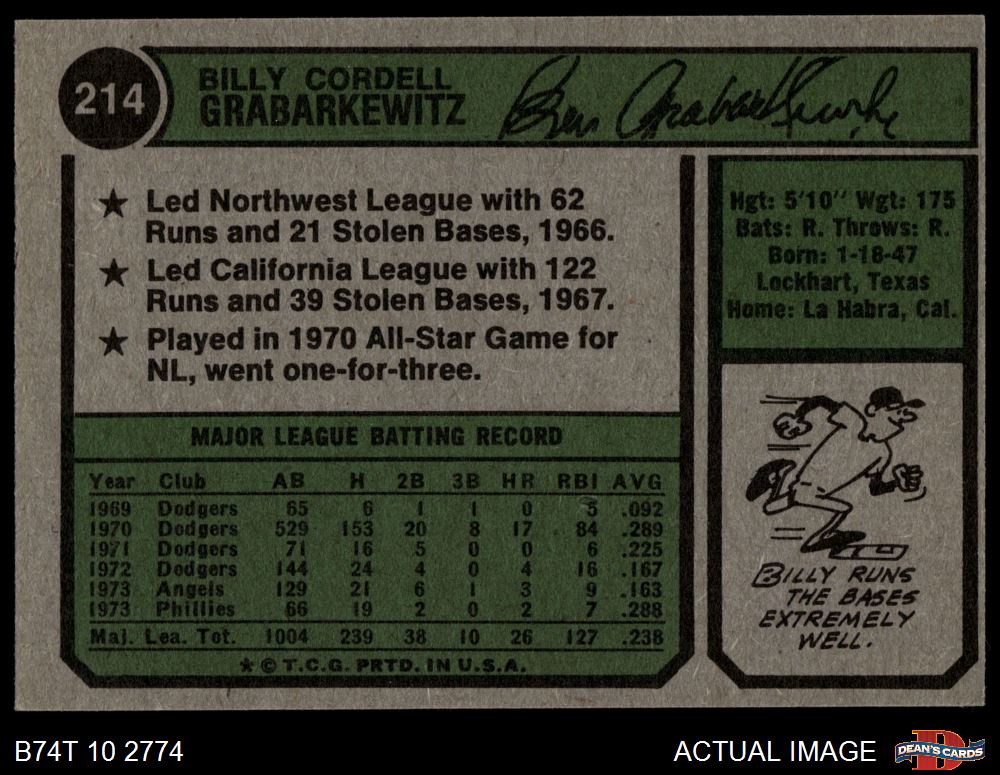 214
BILLY CORDELL
GRABARKEWITZ
★ Led Northwest League with 62
Runs and 21 Stolen Bases, 1966.
★ Led California League with 122
Runs and 39 Stolen Bases, 1967.
★ Played in 1970 All-Star Game for
NL, went one-for-three.
Hgt: 5'10" Wgt: 175
Bats: R. Throws: R.
Born: 1-18-47
Lockhart, Texas
Home: La Habra, Cal.
MAJOR LEAGUE BATTING RECORD
Year Club AB H 2B 3B HR RBI AVG
1969 Dodgers 65 6 1 1 0 5 .092
1970 Dodgers 529 153 20 8 17 84 .289
1971 Dodgers 71 16 5 0 0 6 .225
1972 Dodgers 144 24 4 0 4 16 .167
1973 Angels 129 21 6 1 3 9 .163
1973 Phillies 66 19 2 0 2 7 .288
Maj. Lea. Tot. 1004 239 38 10 26 127 .238
★ © T.C.G. PRTD. IN U.S.A.
BILLY RUNS
THE BASES
EXTREMELY
WELL.
B74T 10 2774
ACTUAL IMAGE
DEAN'S CARDS